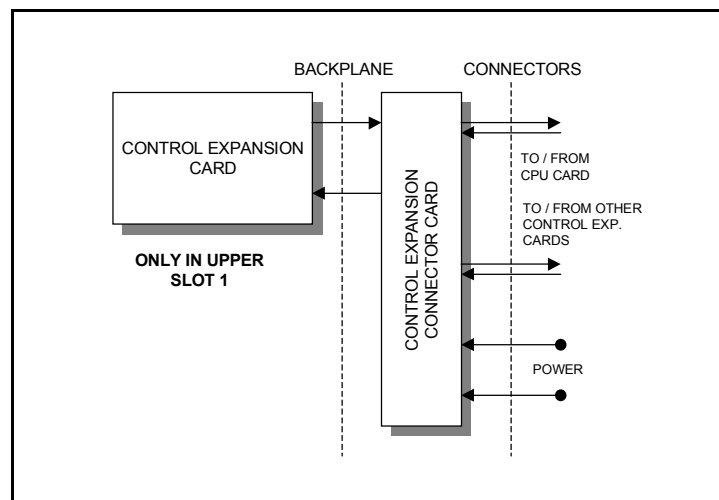 BACKPLANE
CONNECTORS
CONTROL EXPANSION
CARD
ONLY IN UPPER
SLOT 1
CONTROL EXPANSION
CONNECTOR CARD
TO / FROM
CPU CARD
TO / FROM OTHER
CONTROL EXP.
CARDS
POWER